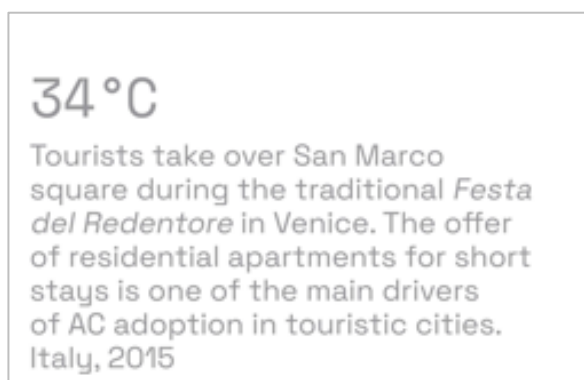 34°C
Tourists take over San Marco
square during the traditional Festa
del Redentore in Venice. The offer
of residential apartments for short
stays is one of the main drivers
of AC adoption in touristic cities.
Italy, 2015